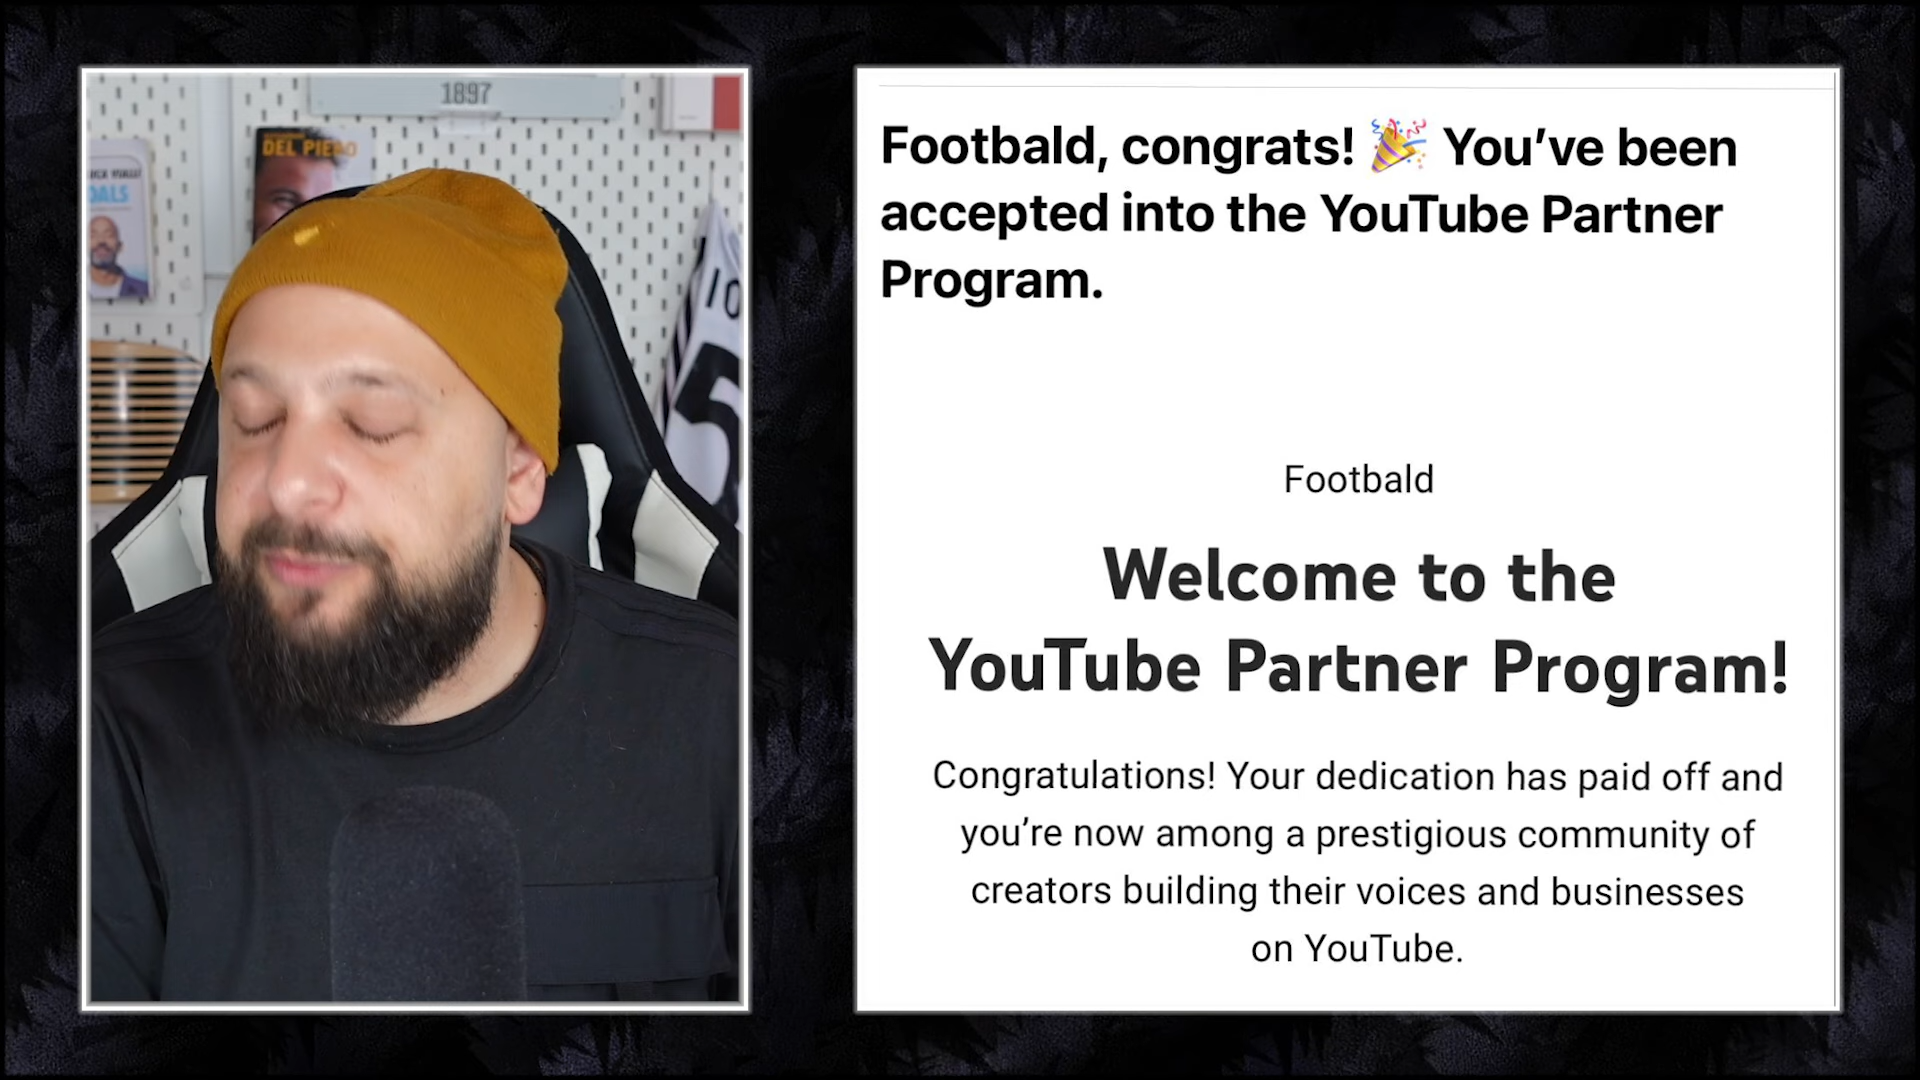 1897
DEL PIERO
Footbald, congrats! 🎉 You’ve been
accepted into the YouTube Partner
Program.
Footbald
Welcome to the
YouTube Partner Program!
Congratulations! Your dedication has paid off and
you’re now among a prestigious community of
creators building their voices and businesses
on YouTube.